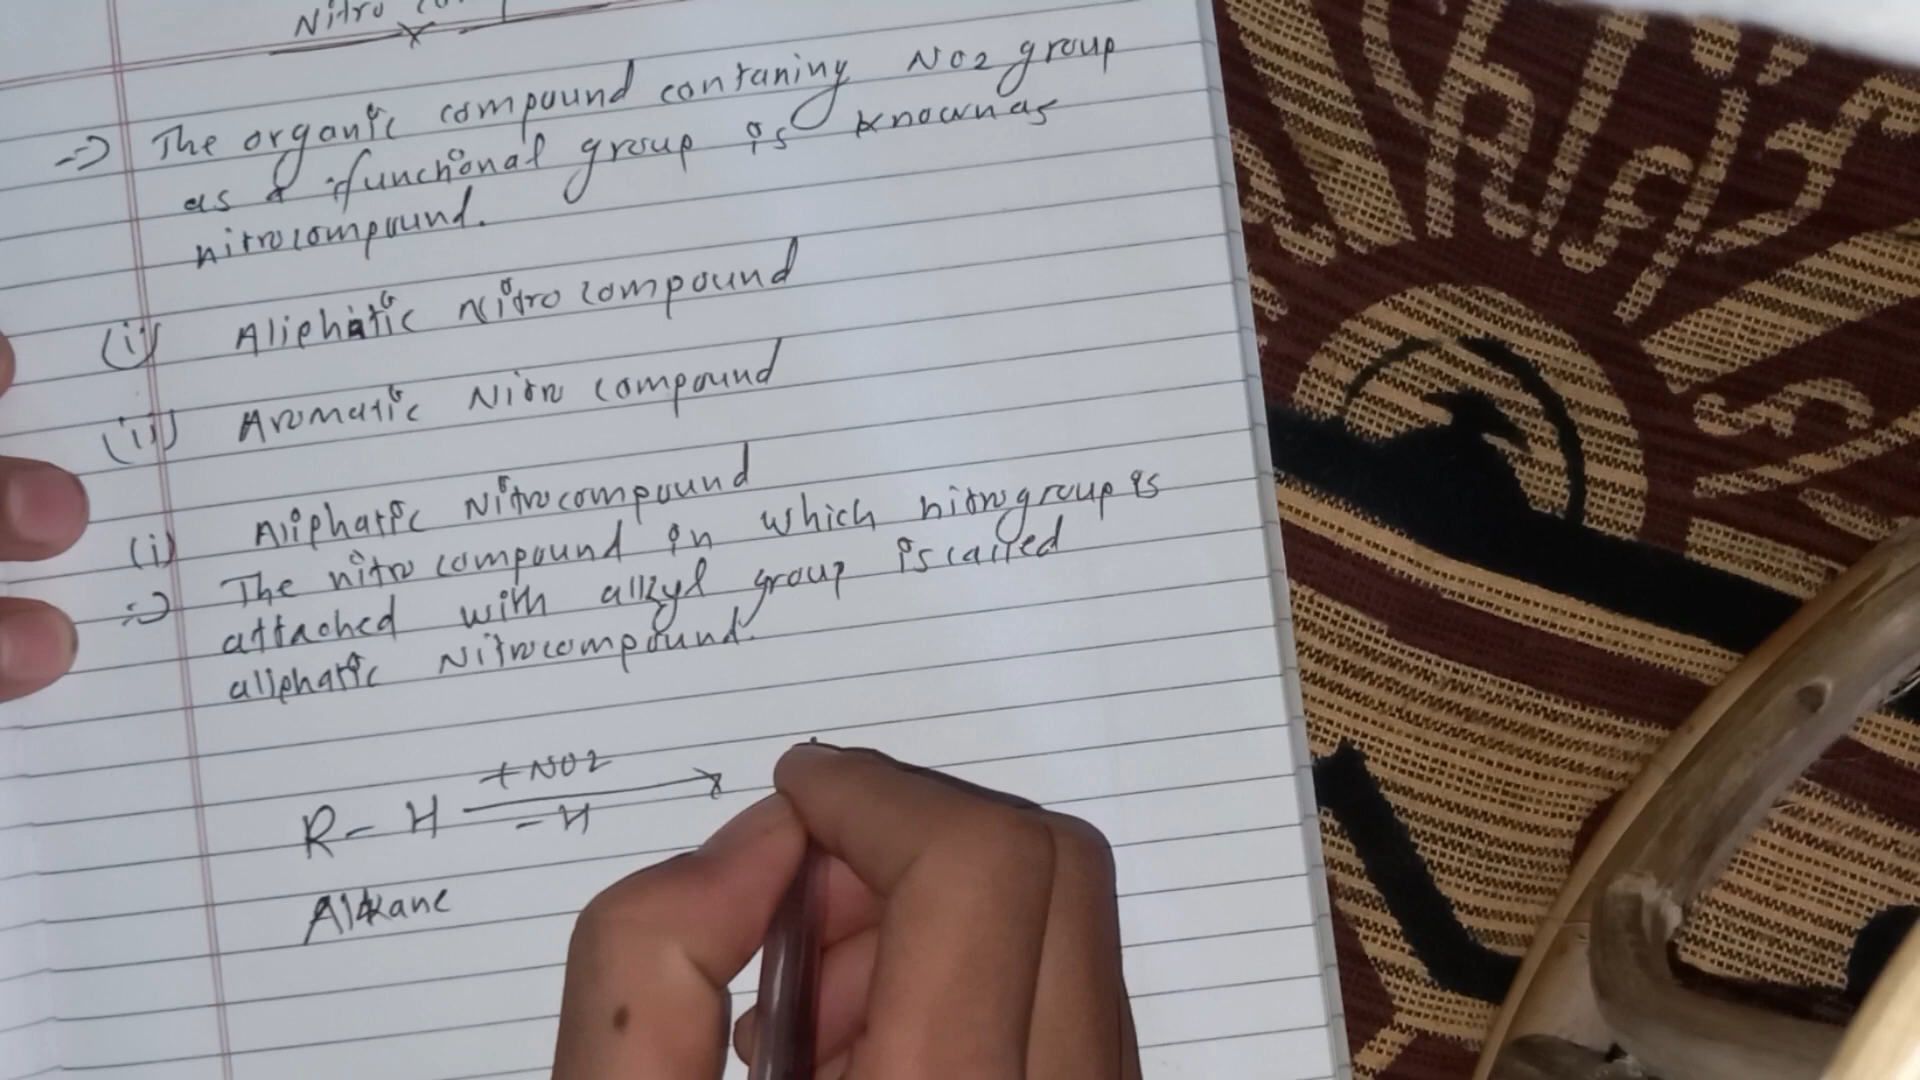 Nitro
=> The organic compound contaning NO2 group
as a functional group is known as
nitrocompound.
(i) Aliphatic Nitro compound
(ii) Aromatic Nitro compound
(i) Aliphatic Nitrocompound
=> The nitro compound in which nitrogroup is
attached with alkyl group is called
aliphatic Nitrocompound.
+NO2
R - H
-H
Alkane